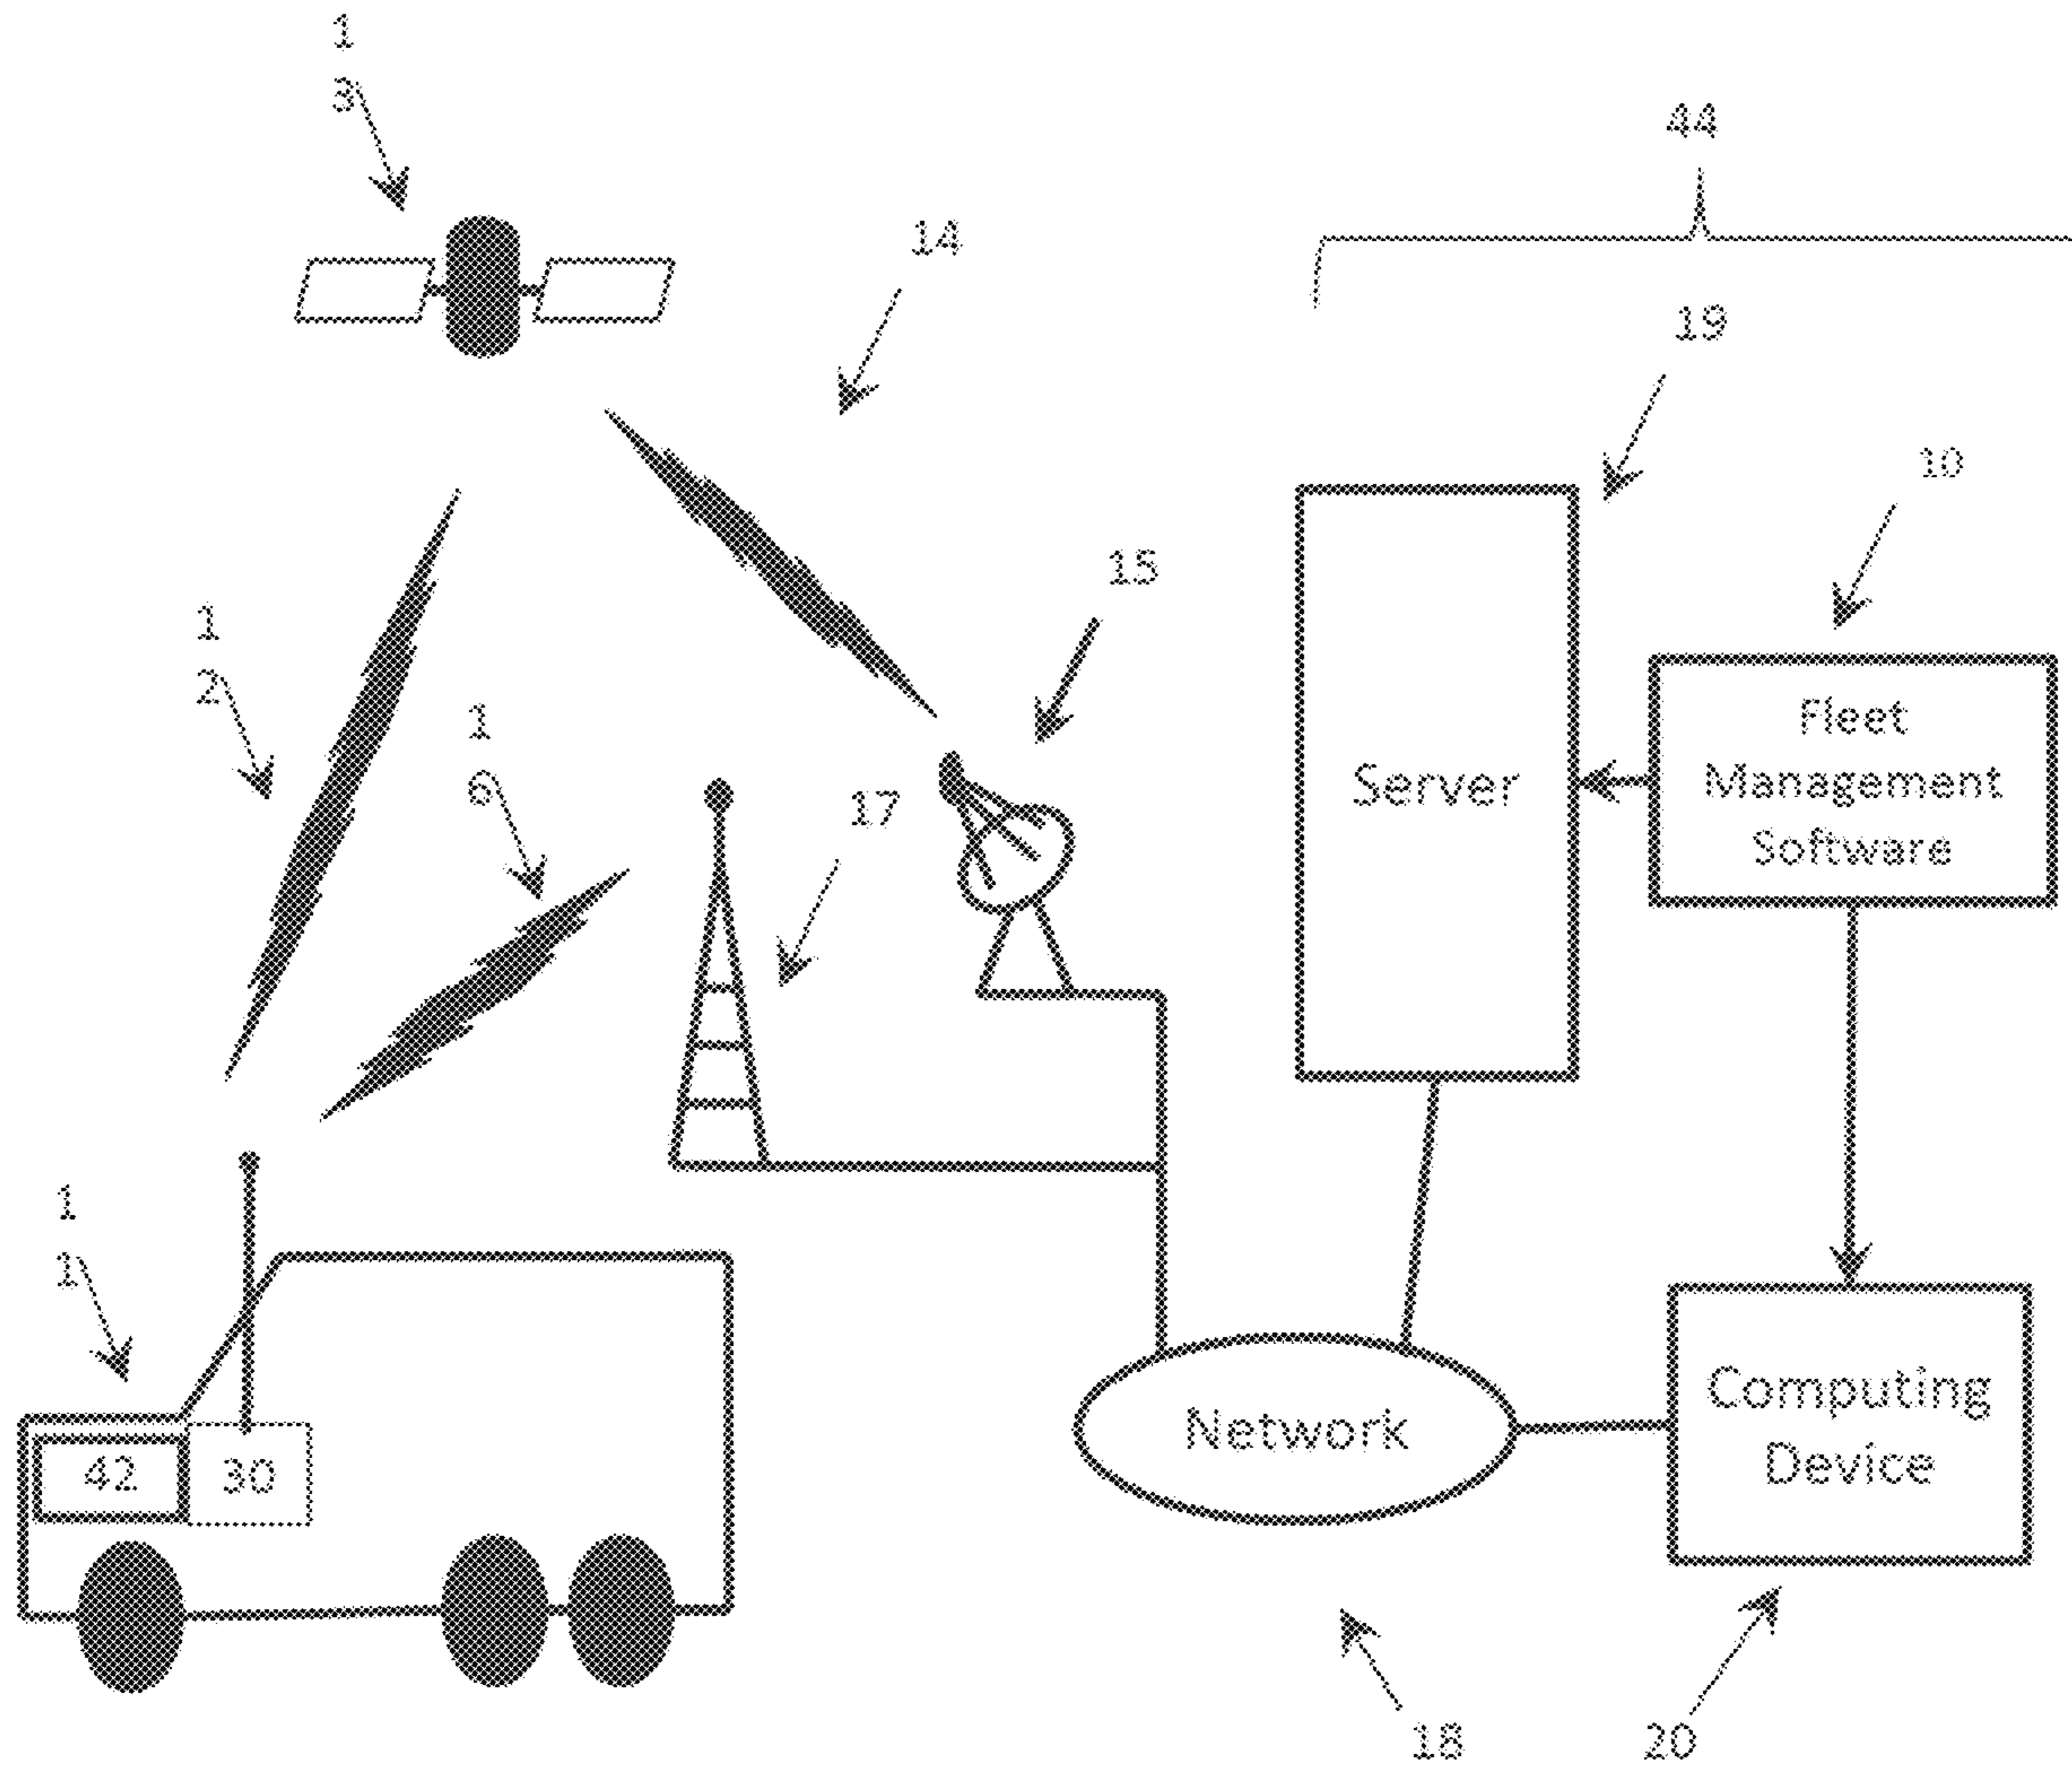 1
3
44
14
19
10
15
1
2
1
6
17
Server
Fleet
Management
Software
1
1
42
30
Network
Computing
Device
18
20